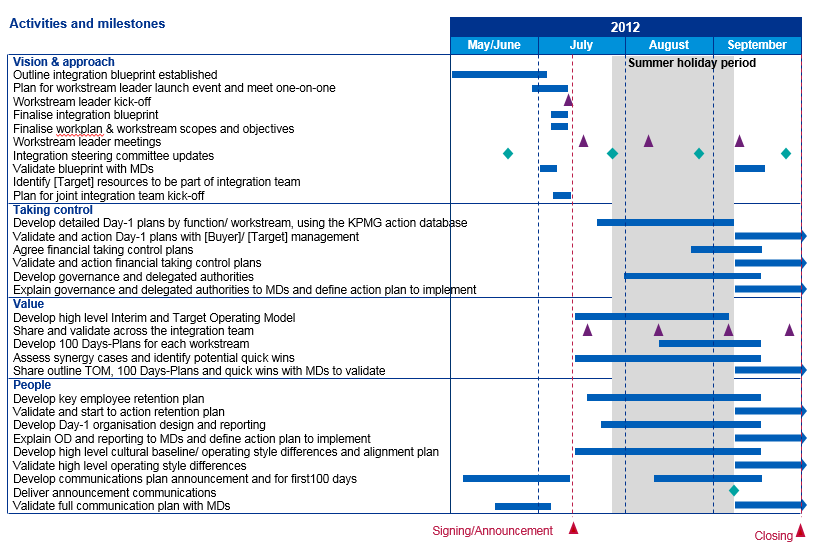 Activities and milestones
2012
May/June
July
August
September
Summer holiday period
Vision & approach
Outline integration blueprint established
Plan for workstream leader launch event and meet one-on-one
Workstream leader kick-off
Finalise integration blueprint
Finalise workplan & workstream scopes and objectives
Workstream leader meetings
Integration steering committee updates
Validate blueprint with MDs
Identify [Target] resources to be part of integration team
Plan for joint integration team kick-off
Taking control
Develop detailed Day-1 plans by function/ workstream, using the KPMG action database
Validate and action Day-1 plans with [Buyer]/ [Target] management
Agree financial taking control plans
Validate and action financial taking control plans
Develop governance and delegated authorities
Explain governance and delegated authorities to MDs and define action plan to implement
Value
Develop high level Interim and Target Operating Model
Share and validate across the integration team
Develop 100 Days-Plans for each workstream
Assess synergy cases and identify potential quick wins
Share outline TOM, 100 Days-Plans and quick wins with MDs to validate
People
Develop key employee retention plan
Validate and start to action retention plan
Develop Day-1 organisation design and reporting
Explain OD and reporting to MDs and define action plan to implement
Develop high level cultural baseline/ operating style differences and alignment plan
Validate high level operating style differences
Develop communications plan announcement and for first100 days
Deliver announcement communications
Validate full communication plan with MDs
Signing/Announcement
Closing